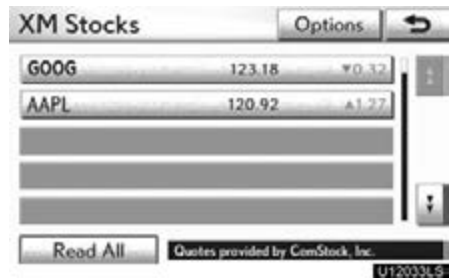 XM Stocks
Options
GOOG 123.18 ▼0.32
AAPL 120.92 ▲1.27
Read All
Quotes provided by ComStock, Inc.
U12033LS